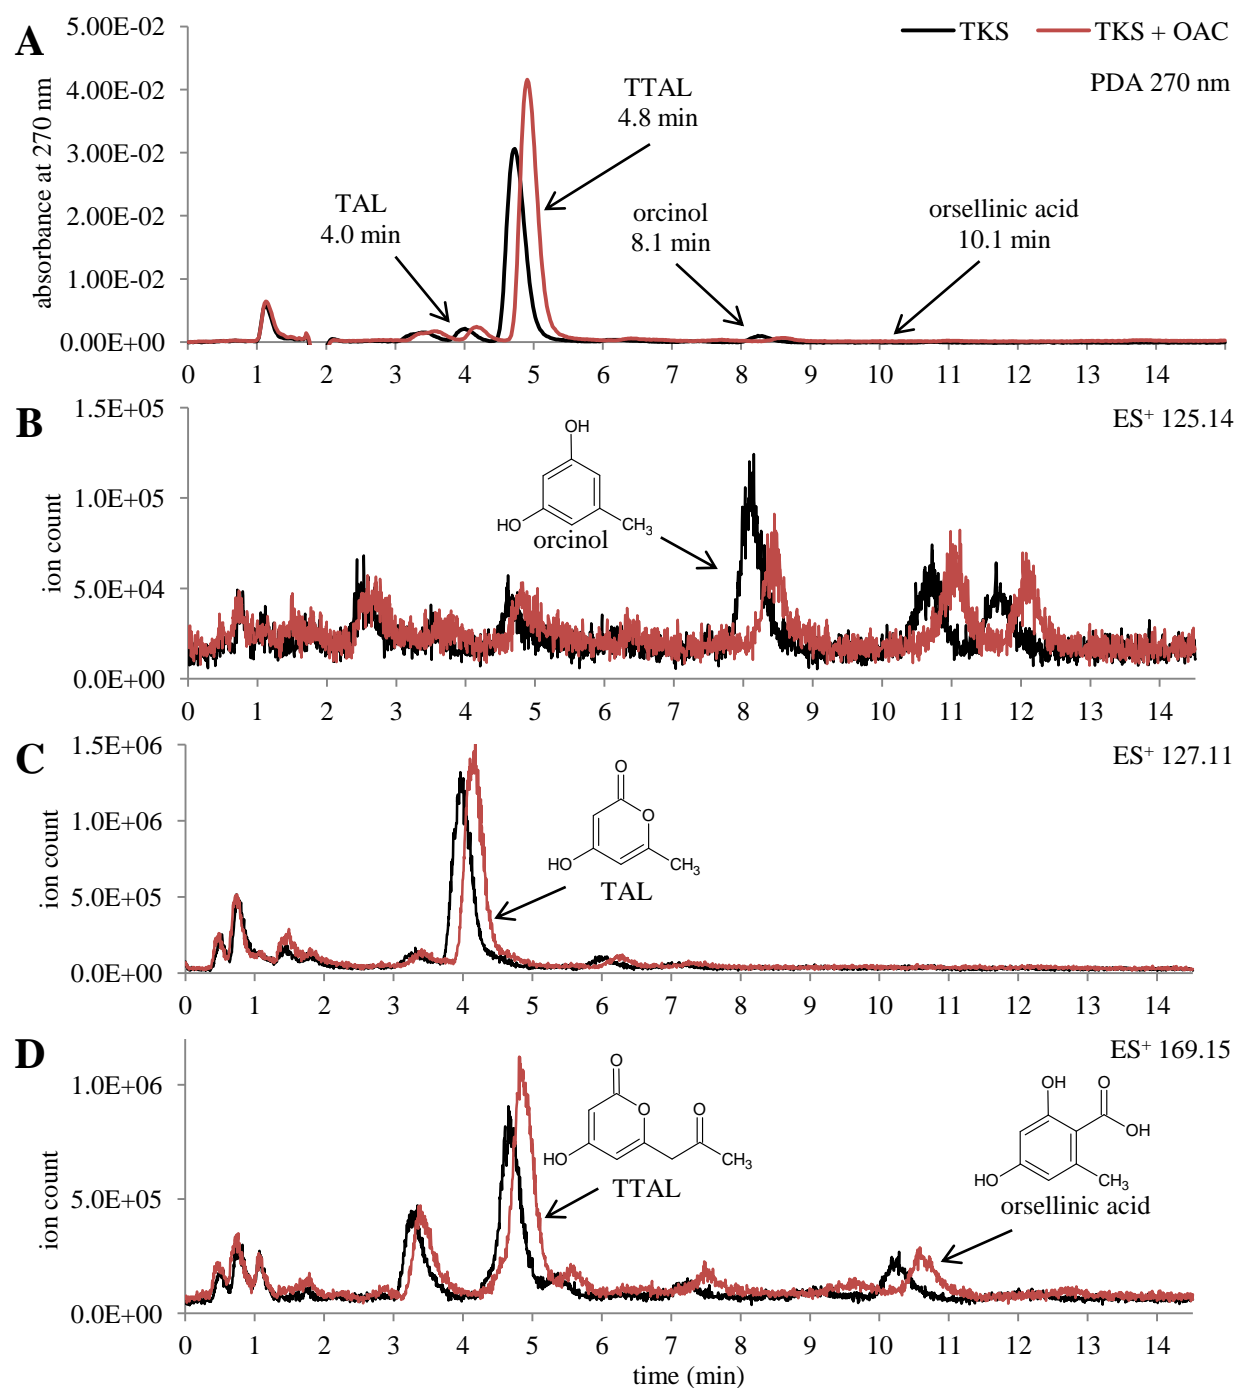 A
TKS
TKS + OAC
PDA 270 nm
absorbance at 270 nm
5.00E-02
4.00E-02
3.00E-02
2.00E-02
1.00E-02
0.00E+00
TAL
4.0 min
TTAL
4.8 min
orcinol
8.1 min
orsellinic acid
10.1 min
0 1 2 3 4 5 6 7 8 9 10 11 12 13 14
B
ES+ 125.14
ion count
1.5E+05
1.0E+05
5.0E+04
0.0E+00
OH
HO
CH3
orcinol
0 1 2 3 4 5 6 7 8 9 10 11 12 13 14
C
ES+ 127.11
ion count
1.5E+06
1.0E+06
5.0E+05
0.0E+00
O
O
HO
CH3
TAL
0 1 2 3 4 5 6 7 8 9 10 11 12 13 14
D
ES+ 169.15
ion count
1.0E+06
5.0E+05
0.0E+00
O
O
O
HO
CH3
TTAL
OH
O
OH
HO
CH3
orsellinic acid
0 1 2 3 4 5 6 7 8 9 10 11 12 13 14
time (min)